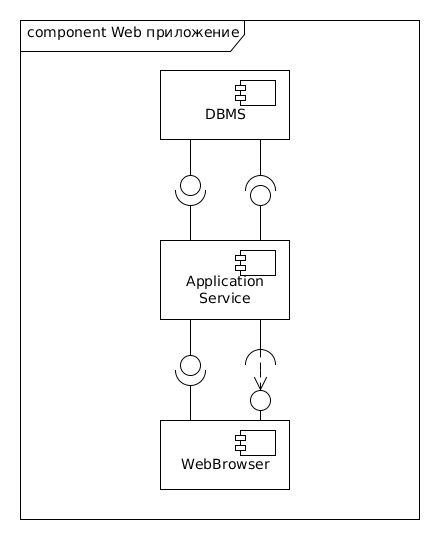 component Web приложение
DBMS
Application
Service
WebBrowser